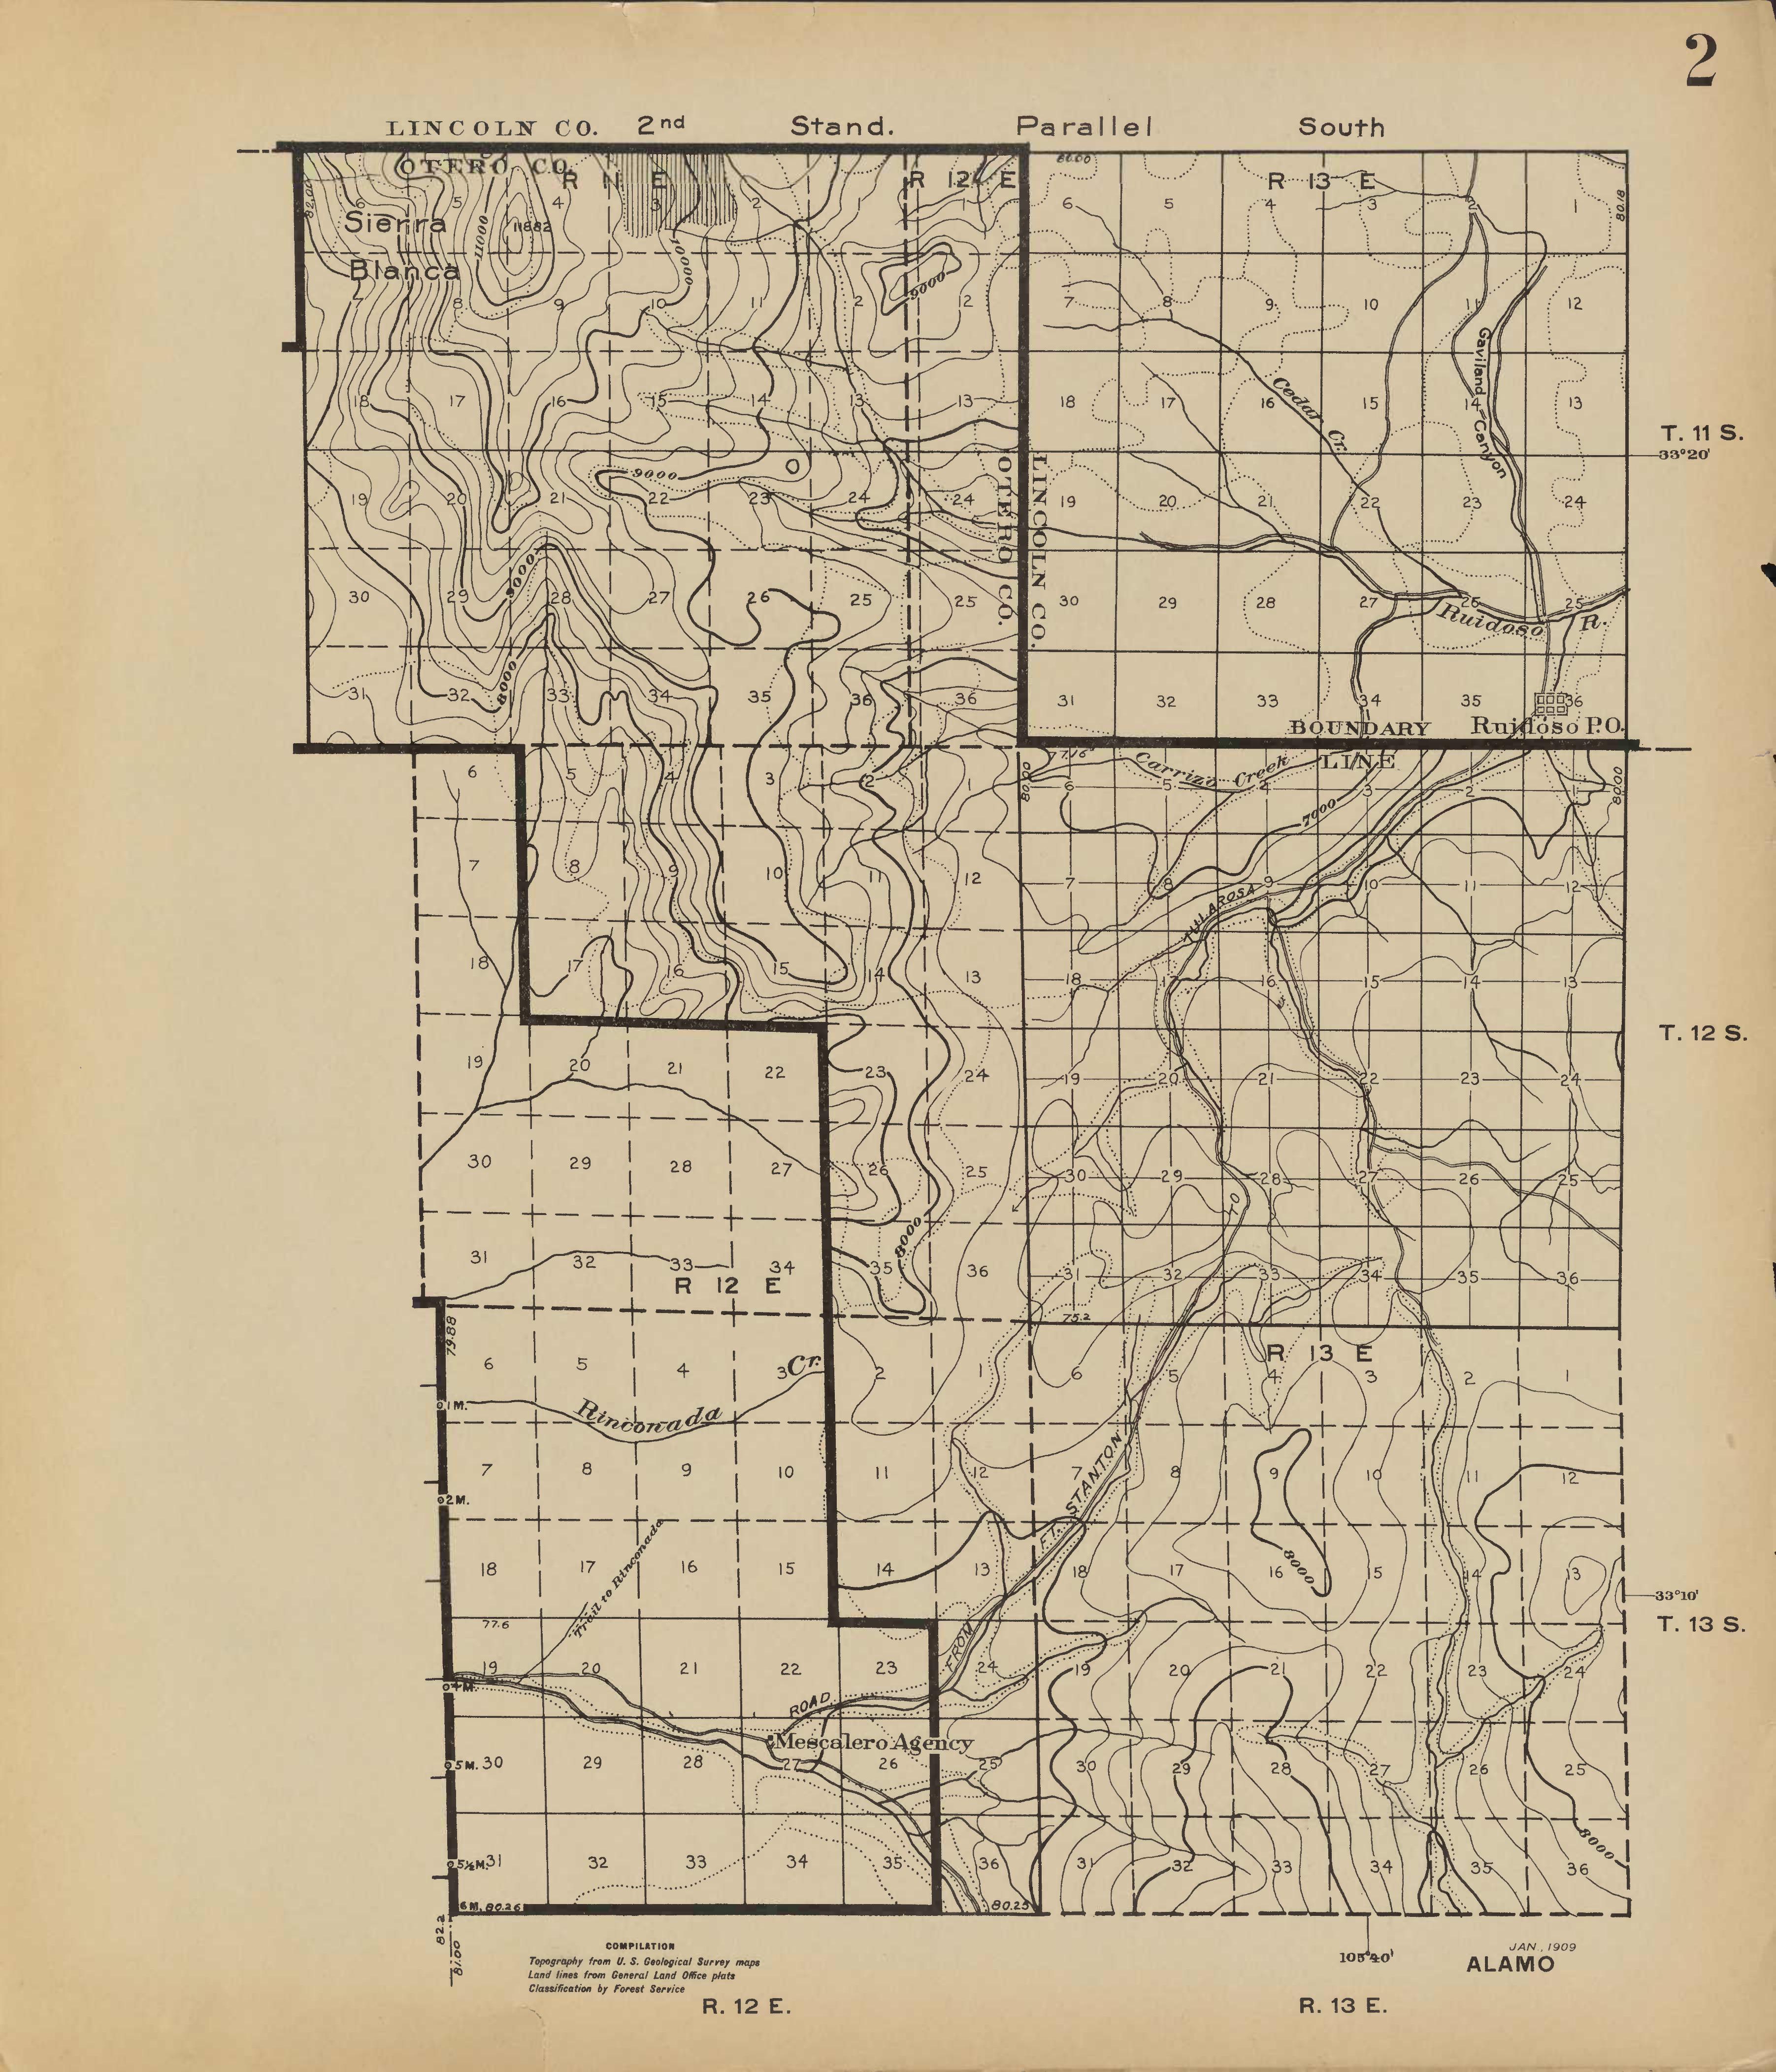 2
LINCOLN CO. 2nd Stand. Parallel South
OTERO CO.
R N E
R 12 E
R 13 E
80.00
80.18
82.00
6 5 4 3 2 1 1 6 5 4 3 2 1
Sierra
11000
11882
10000
Blanca
9000
7 8 9 10 11 12 12 7 8 9 10 11 12
Gaviland Canyon
18 17 16 15 14 13 13 18 17 16 15 14 13
Cedar Cr.
T. 11 S.
33°20'
9000
OTERO CO.
LINCOLN CO.
19 20 21 22 23 24 24 19 20 21 22 23 24
9000
30 29 28 27 26 25 25 30 29 28 27 26 25
Ruidoso R.
8000
31 32 33 34 35 36 36 31 32 33 34 35 36
BOUNDARY Ruidoso P.O.
LINE
77.16
80.00
Carrizo Creek
80.00
6 5 4 3 2 1 6 5 4 3 2 1
7000
7 8 9 10 11 12 7 8 9 10 11 12
TULAROSA
18 17 16 15 14 13 18 17 16 15 14 13
T. 12 S.
19 20 21 22 23 24 19 20 21 22 23 24
30 29 28 27 26 25 30 29 28 27 26 25
TO
8000
31 32 33 34 35 36 31 32 33 34 35 36
R 12 E
75.2
79.88
R 13 E
6 5 4 3 2 1 6 5 4 3 2 1
Rinconada Cr.
1 M.
7 8 9 10 11 12 7 8 9 10 11 12
2 M.
FT. STANTON
Trail to Rinconada
8000
18 17 16 15 14 13 18 17 16 15 14 13
33°10'
T. 13 S.
77.6
FROM
19 20 21 22 23 24 19 20 21 22 23 24
4 M.
ROAD
Mescalero Agency
5 M.
30 29 28 27 26 25 30 29 28 27 26 25
8000
5½ M.
31 32 33 34 35 36 31 32 33 34 35 36
6 M. 80.26
80.25
82.2
81.00
COMPILATION
Topography from U. S. Geological Survey maps
Land lines from General Land Office plats
Classification by Forest Service
105°40'
JAN., 1909
ALAMO
R. 12 E.
R. 13 E.